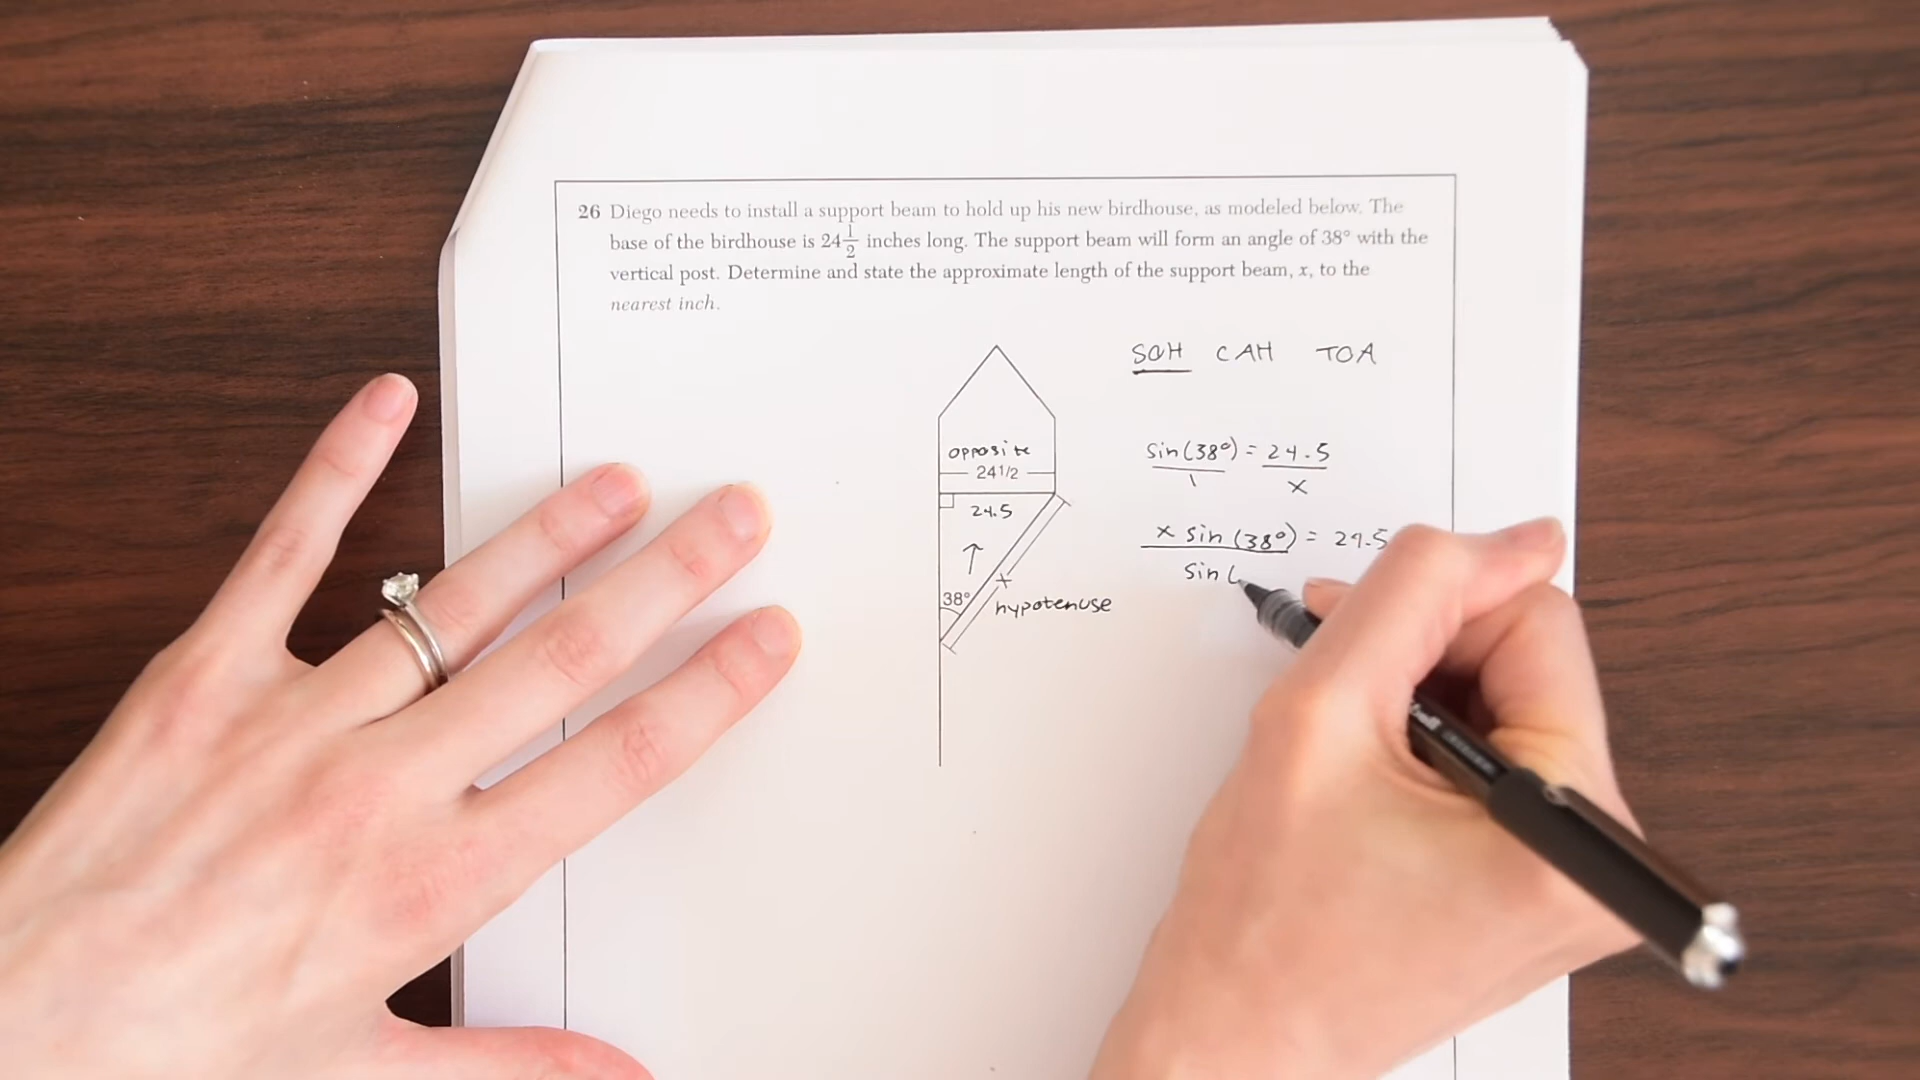 26 Diego needs to install a support beam to hold up his new birdhouse, as modeled below. The
base of the birdhouse is 24 1/2 inches long. The support beam will form an angle of 38° with the
vertical post. Determine and state the approximate length of the support beam, x, to the
nearest inch.
SOH CAH TOA
opposite
24 1/2
24.5
38°
x
hypotenuse
sin(38°) = 24.5
1 x
x sin (38°) = 24.5
sin (